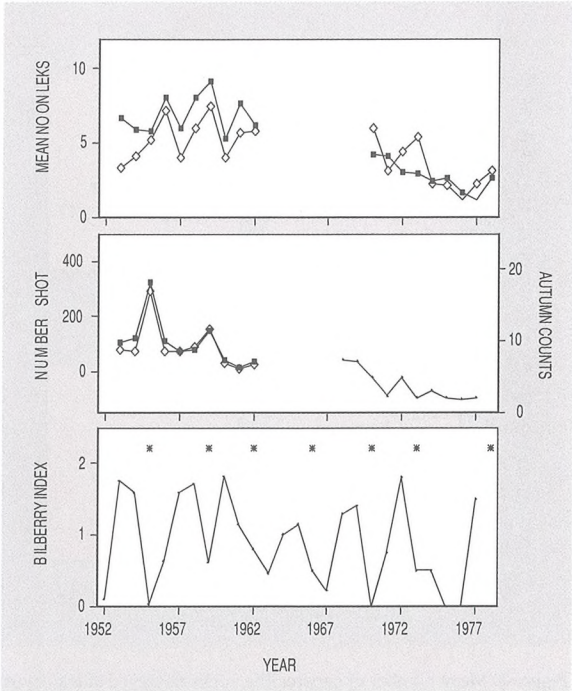 MEAN NO ON LEKS
10
5
0
NUMBER SHOT
400
200
0
AUTUMN COUNTS
20
10
0
BILBERRY INDEX
2
1
0
* * * * * * *
1952 1957 1962 1967 1972 1977
YEAR